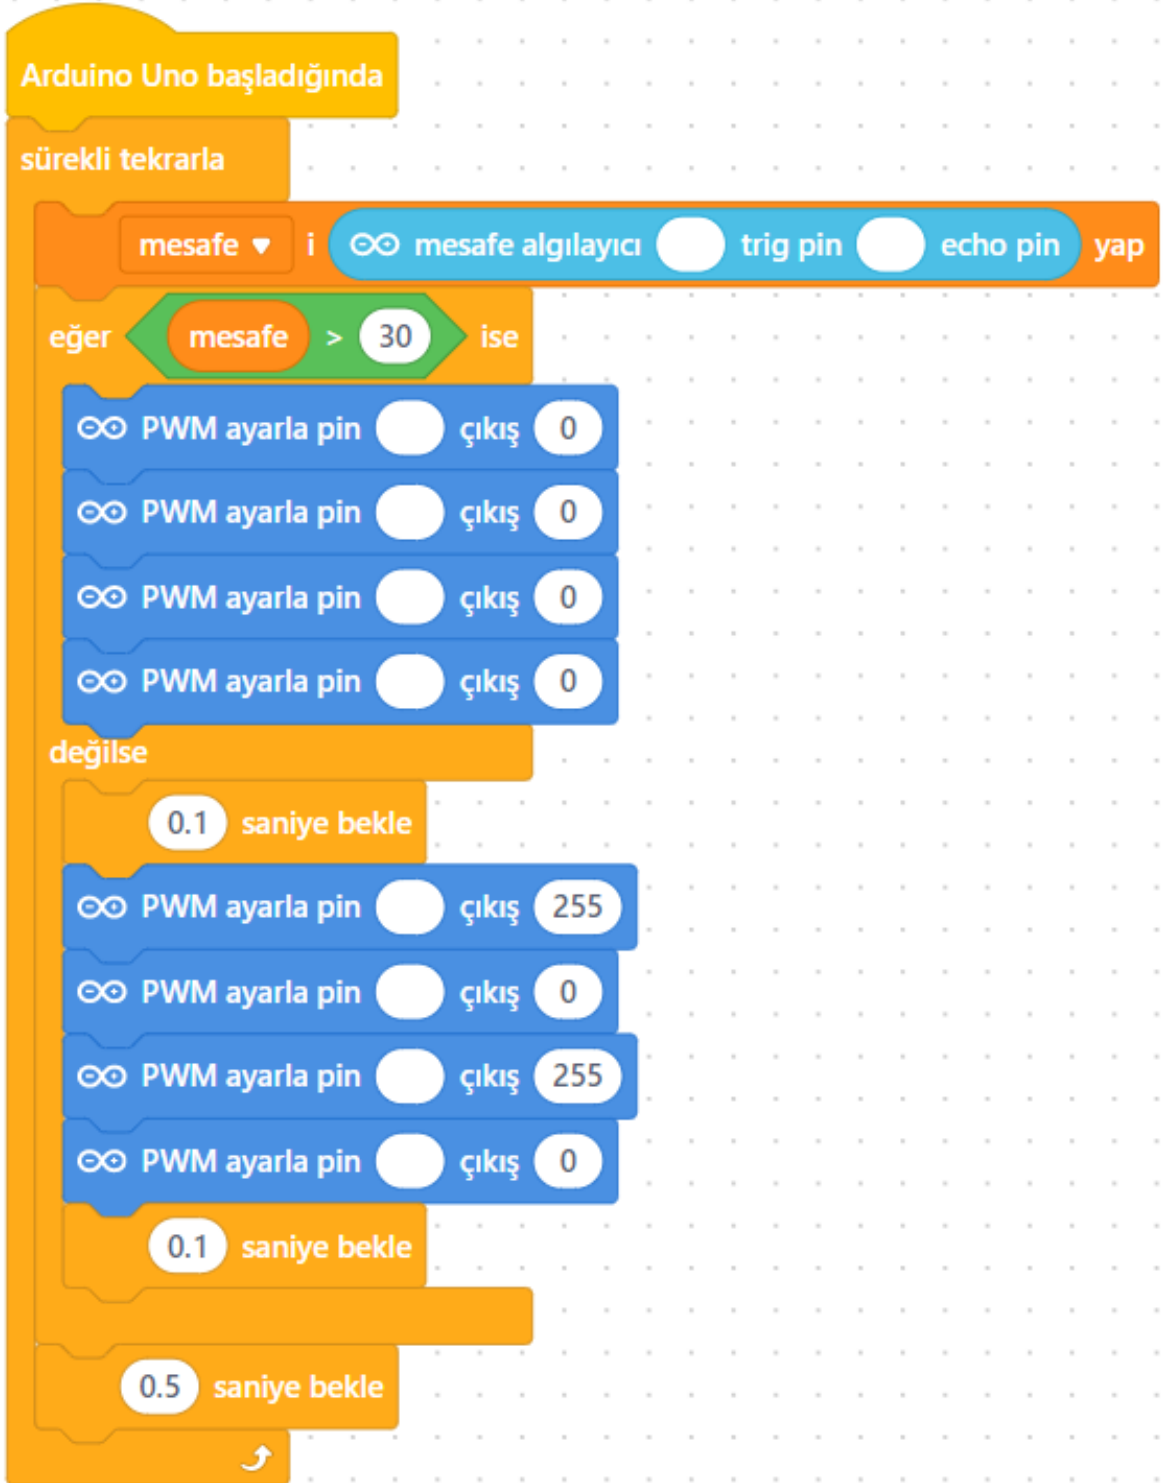 Arduino Uno başladığında
sürekli tekrarla
mesafe i mesafe algılayıcı trig pin echo pin yap
eğer mesafe > 30 ise
PWM ayarla pin çıkış 0
PWM ayarla pin çıkış 0
PWM ayarla pin çıkış 0
PWM ayarla pin çıkış 0
değilse
0.1 saniye bekle
PWM ayarla pin çıkış 255
PWM ayarla pin çıkış 0
PWM ayarla pin çıkış 255
PWM ayarla pin çıkış 0
0.1 saniye bekle
0.5 saniye bekle